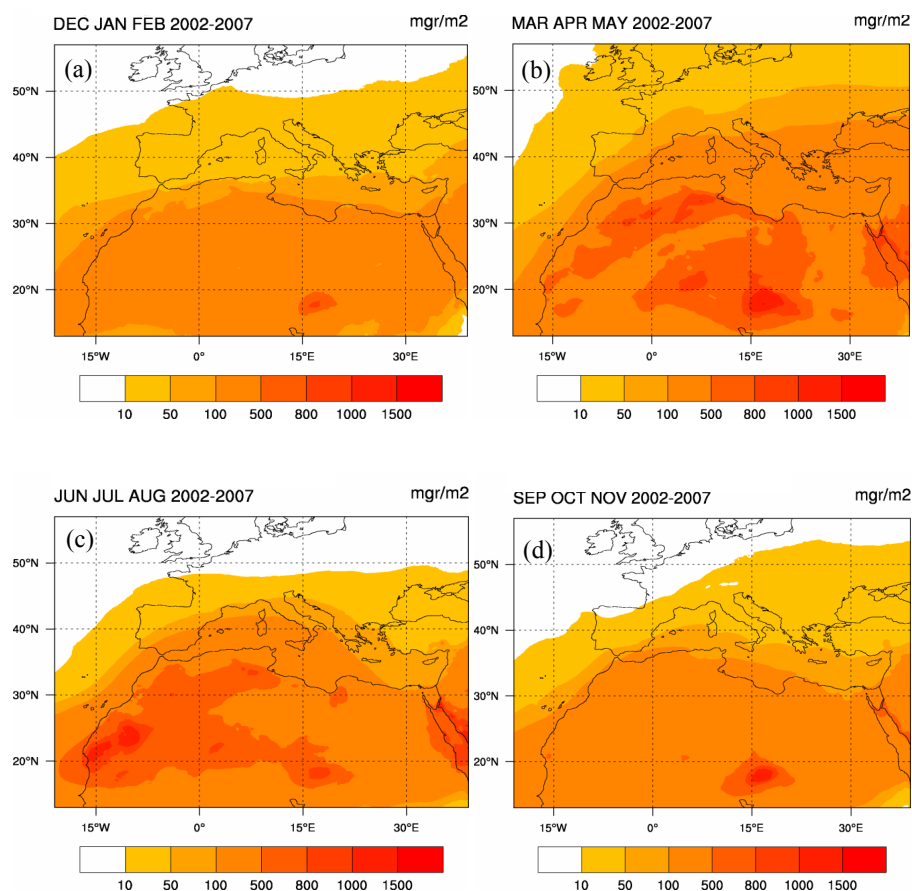 DEC JAN FEB 2002-2007 mgr/m2
(a)
50°N
40°N
30°N
20°N
15°W 0° 15°E 30°E
10 50 100 500 800 1000 1500
MAR APR MAY 2002-2007 mgr/m2
(b)
50°N
40°N
30°N
20°N
15°W 0° 15°E 30°E
10 50 100 500 800 1000 1500
JUN JUL AUG 2002-2007 mgr/m2
(c)
50°N
40°N
30°N
20°N
15°W 0° 15°E 30°E
10 50 100 500 800 1000 1500
SEP OCT NOV 2002-2007 mgr/m2
(d)
50°N
40°N
30°N
20°N
15°W 0° 15°E 30°E
10 50 100 500 800 1000 1500